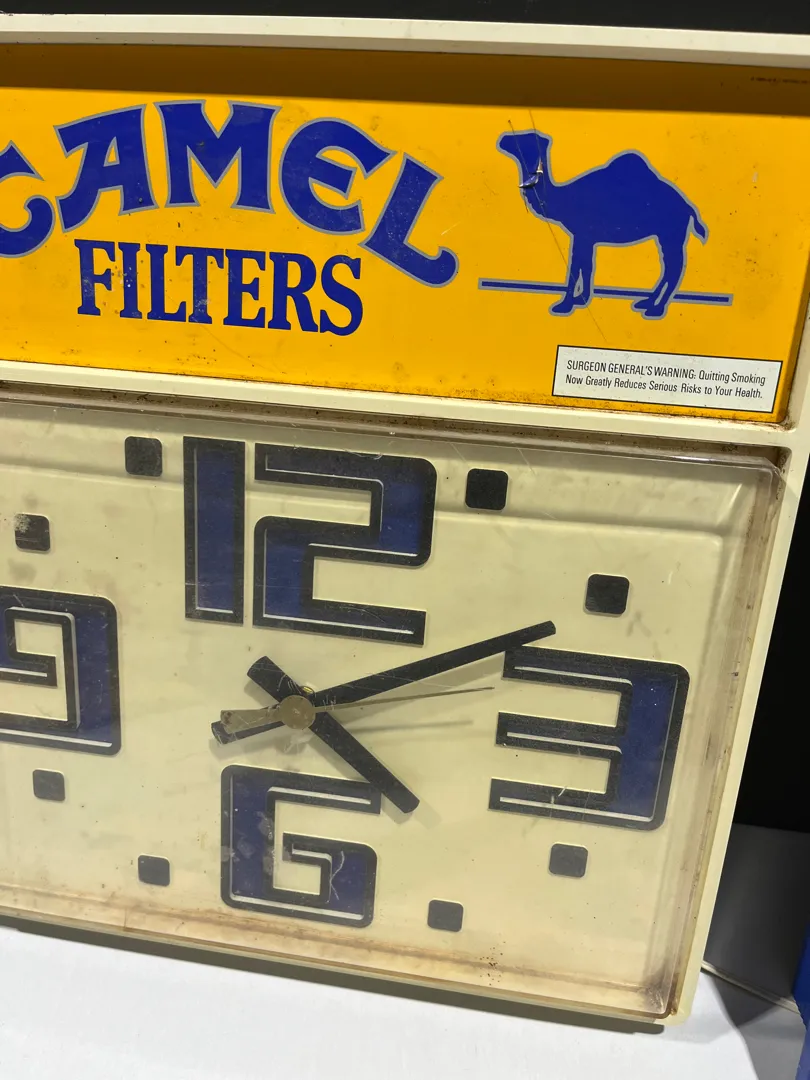 CAMEL
FILTERS
SURGEON GENERAL'S WARNING: Quitting Smoking
Now Greatly Reduces Serious Risks to Your Health.
12
9
3
6